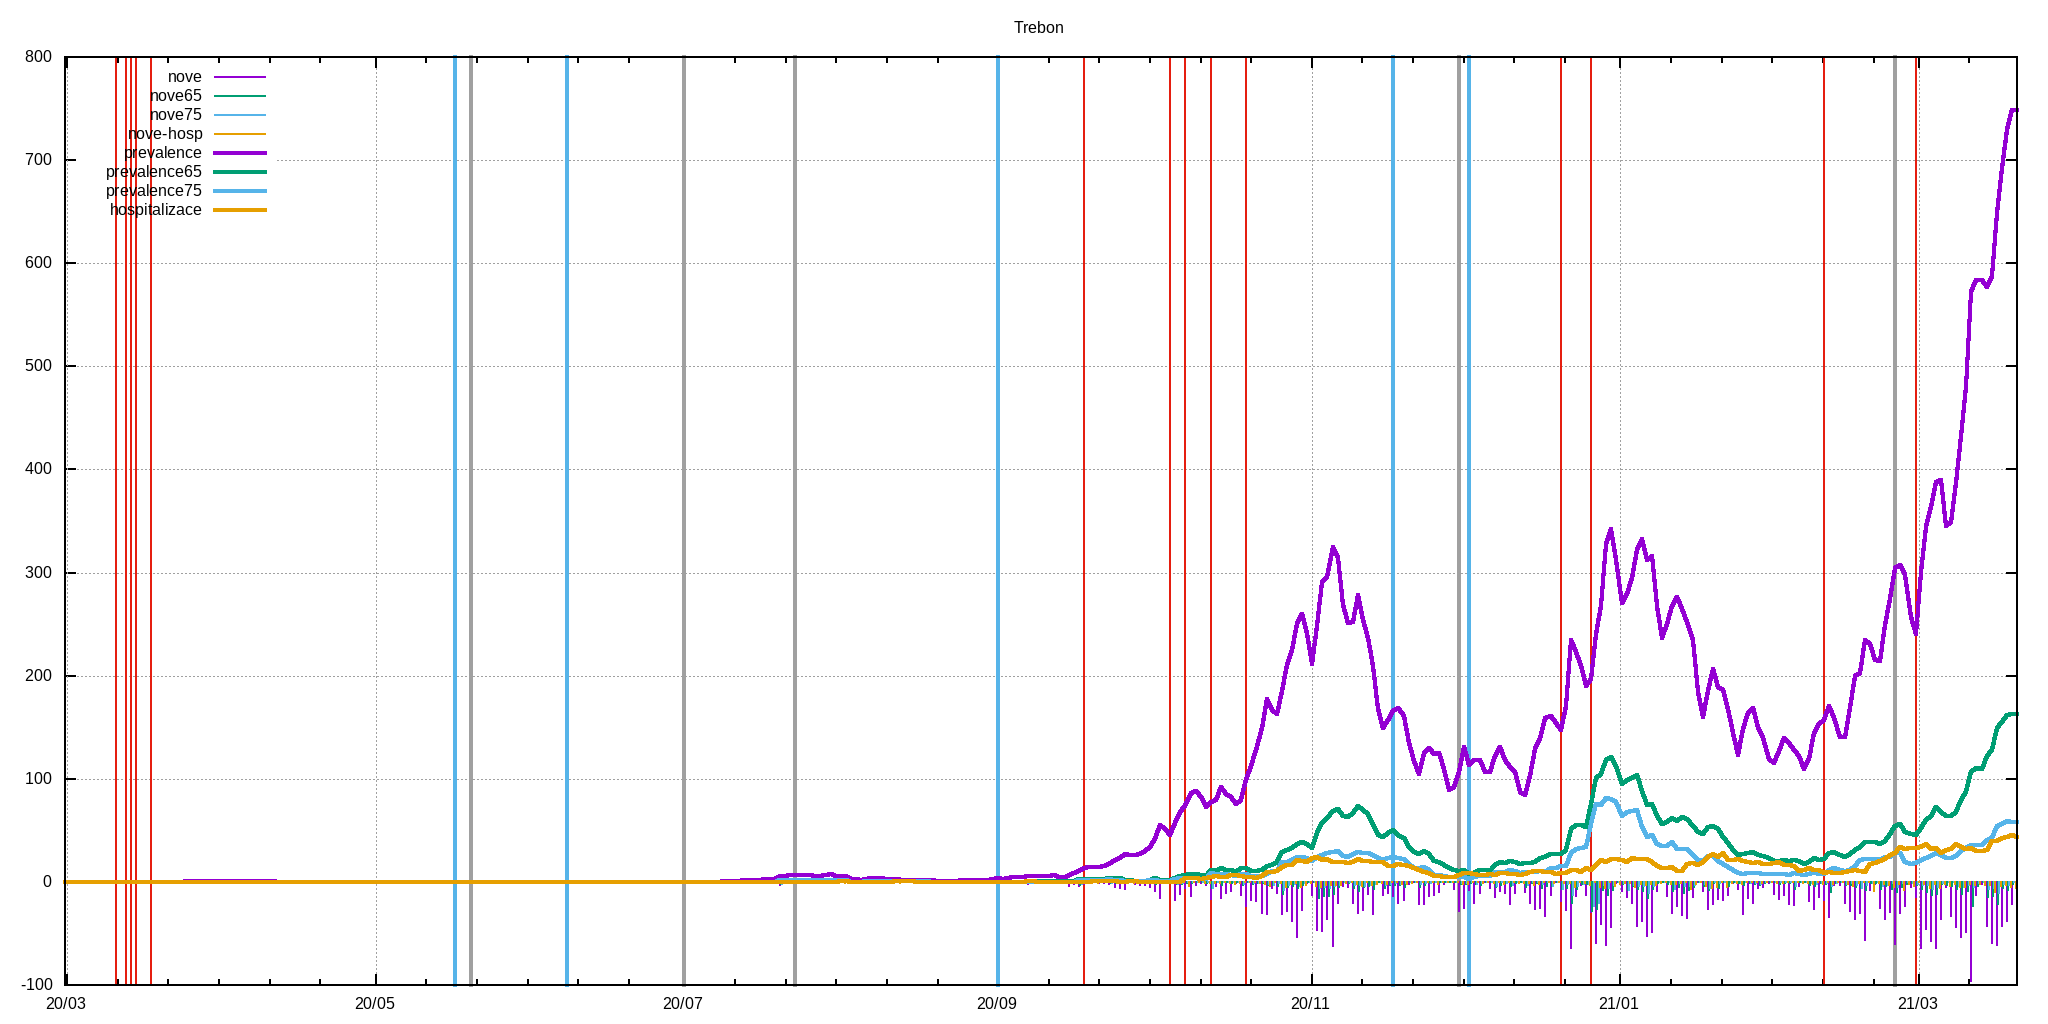 Trebon
800
700
600
500
400
300
200
100
0
-100
nove
nove65
nove75
nove-hosp
prevalence
prevalence65
prevalence75
hospitalizace
20/03 20/05 20/07 20/09 20/11 21/01 21/03